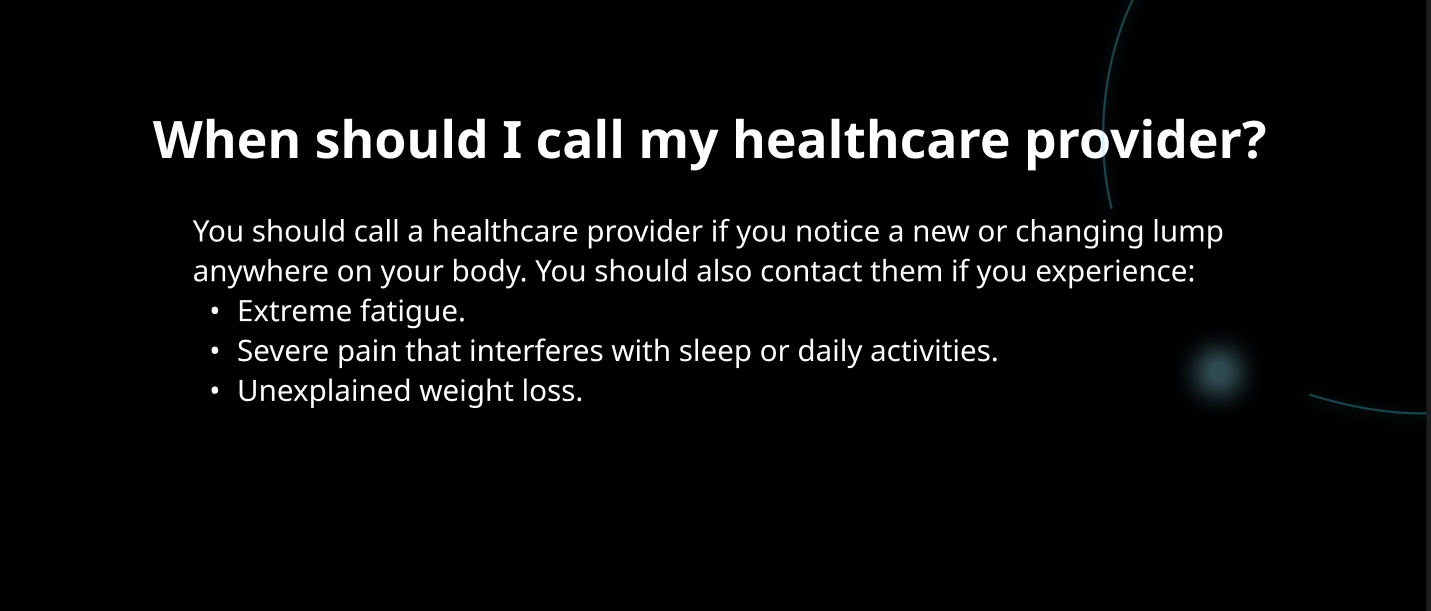 When should I call my healthcare provider?
You should call a healthcare provider if you notice a new or changing lump
anywhere on your body. You should also contact them if you experience:
• Extreme fatigue.
• Severe pain that interferes with sleep or daily activities.
• Unexplained weight loss.